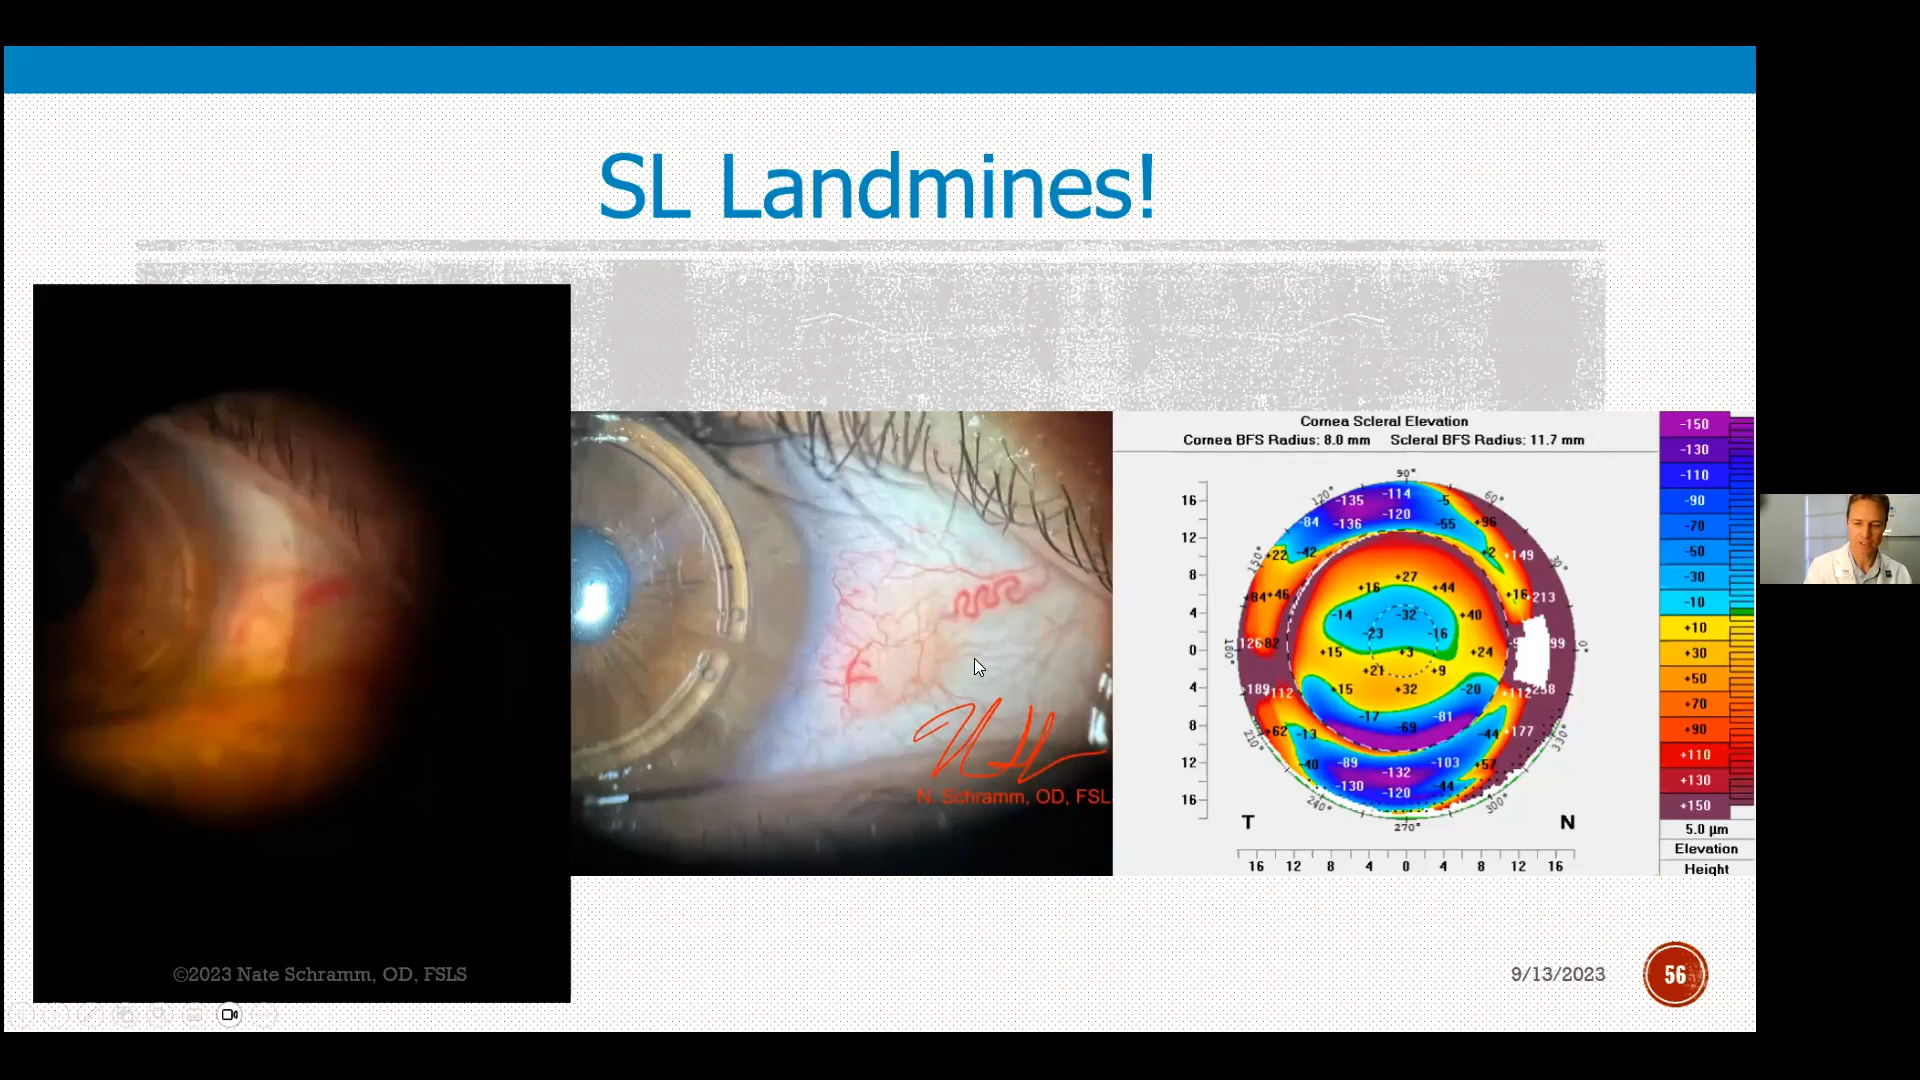 SL Landmines!
N. Schramm, OD, FSL
Cornea Scleral Elevation
Cornea BFS Radius: 8.0 mm Scleral BFS Radius: 11.7 mm
90°
120° 60°
150° 30°
180° 0°
210° 330°
240° 300°
270°
16
12
8
4
0
4
8
12
16
-135 -114 -5
-84 -136 -120 -55 +96
+22 -42 +2 +149
+16 +27 +44
+84 +46 +16 +213
-14 -32 +40
-23 -16
126 82 +15 +3 +24 99
+21 +9
+189 +112 +15 +32 -20 +112
-17 -69 -81
+62 -13 -44 +177
-40 -89 -132 -103 +57
-130 -120 -44
T N
16 12 8 4 0 4 8 12 16
-150
-130
-110
-90
-70
-50
-30
-10
+10
+30
+50
+70
+90
+110
+130
+150
5.0 µm
Elevation
Height
©2023 Nate Schramm, OD, FSLS
9/13/2023
56